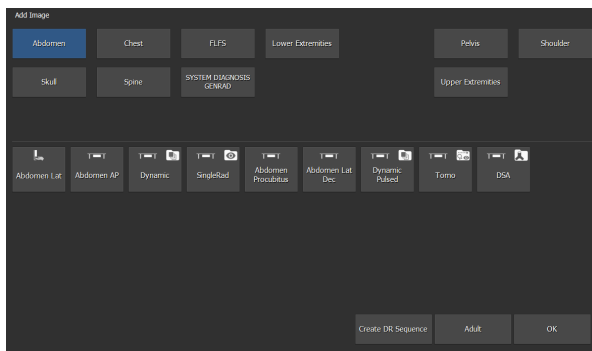 Add Image
Abdomen
Chest
FLFS
Lower Extremities
Pelvis
Shoulder
Skull
Spine
SYSTEM DIAGNOSIS
GENRAD
Upper Extremities
Abdomen Lat
Abdomen AP
Dynamic
SingleRad
Abdomen
Procubitus
Abdomen Lat
Dec
Dynamic
Pulsed
Tomo
DSA
Create DR Sequence
Adult
OK